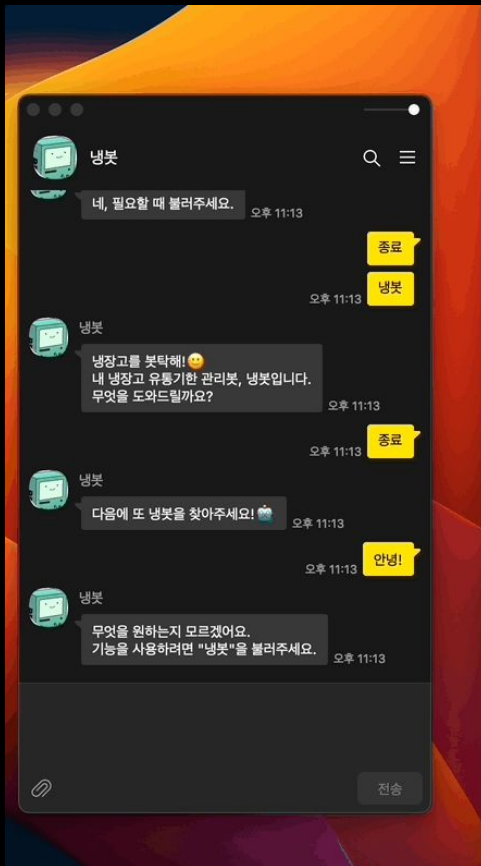 냉봇
네, 필요할 때 불러주세요.
오후 11:13
종료
냉봇
오후 11:13
냉봇
냉장고를 봇탁해!😀
내 냉장고 유통기한 관리봇, 냉봇입니다.
무엇을 도와드릴까요?
오후 11:13
종료
오후 11:13
냉봇
다음에 또 냉봇을 찾아주세요!🤖
오후 11:13
안녕!
오후 11:13
냉봇
무엇을 원하는지 모르겠어요.
기능을 사용하려면 "냉봇"을 불러주세요.
오후 11:13
전송